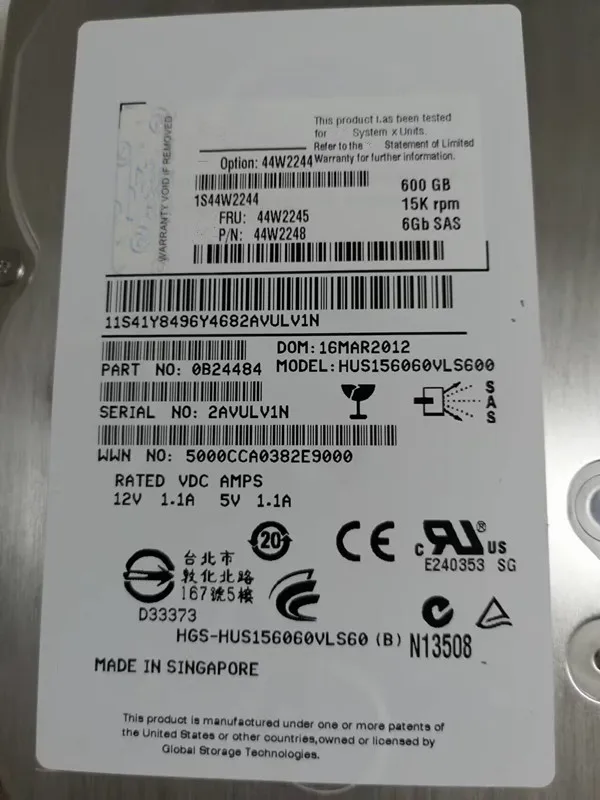 WARRANTY VOID IF REMOVED
This product has been tested
for System x Units.
Refer to the Statement of Limited
Warranty for further information.
Option: 44W2244
1S44W2244
FRU: 44W2245
P/N: 44W2248
600 GB
15K rpm
6Gb SAS
11S41Y8496Y4682AVULV1N
DOM:16MAR2012
PART NO: 0B24484 MODEL:HUS156060VLS600
SERIAL NO: 2AVULV1N
SAS
WWN NO: 5000CCA0382E9000
RATED VDC AMPS
12V 1.1A 5V 1.1A
20
CE
c RU ® US
E240353 SG
台北市
敦化北路
167號5樓
D33373
HGS-HUS156060VLS60 (B) N13508
MADE IN SINGAPORE
This product is manufactured under one or more patents of
the United States or other countries,owned or licensed by
Global Storage Technologies.